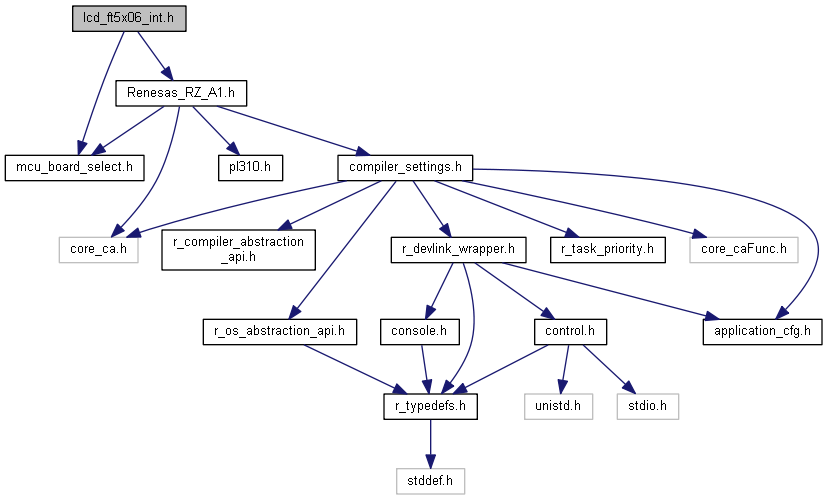 lcd_ft5x06_int.h
Renesas_RZ_A1.h
mcu_board_select.h
pl310.h
compiler_settings.h
core_ca.h
r_compiler_abstraction
_api.h
r_devlink_wrapper.h
r_task_priority.h
core_caFunc.h
r_os_abstraction_api.h
console.h
control.h
application_cfg.h
r_typedefs.h
unistd.h
stdio.h
stddef.h